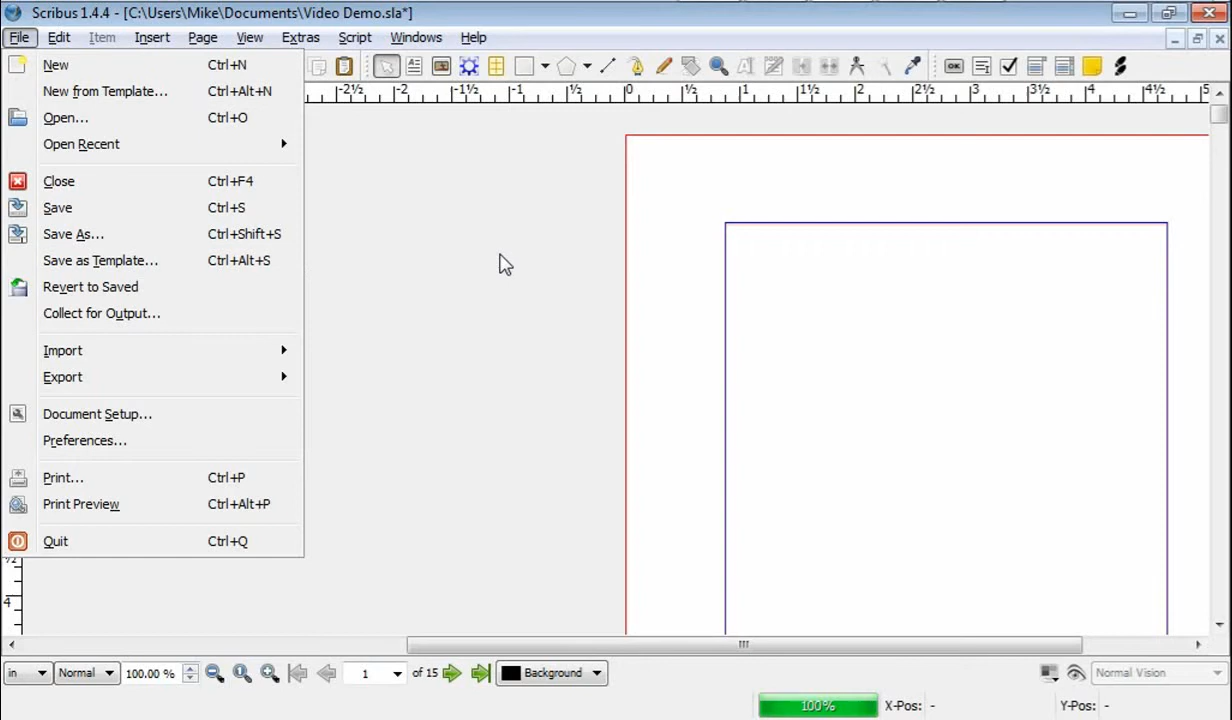 Scribus 1.4.4 - [C:\Users\Mike\Documents\Video Demo.sla*]
File Edit Item Insert Page View Extras Script Windows Help
New Ctrl+N
New from Template... Ctrl+Alt+N
Open... Ctrl+O
Open Recent
Close Ctrl+F4
Save Ctrl+S
Save As... Ctrl+Shift+S
Save as Template... Ctrl+Alt+S
Revert to Saved
Collect for Output...
Import
Export
Document Setup...
Preferences...
Print... Ctrl+P
Print Preview Ctrl+Alt+P
Quit Ctrl+Q
OK
-2½ -2 -1½ -1 ½ 0 ½ 1 1½ 2 2½ 3 3½ 4 4½ 5
½
4
in Normal 100.00 % 1 of 15 Background Normal Vision
100% X-Pos: - Y-Pos: -